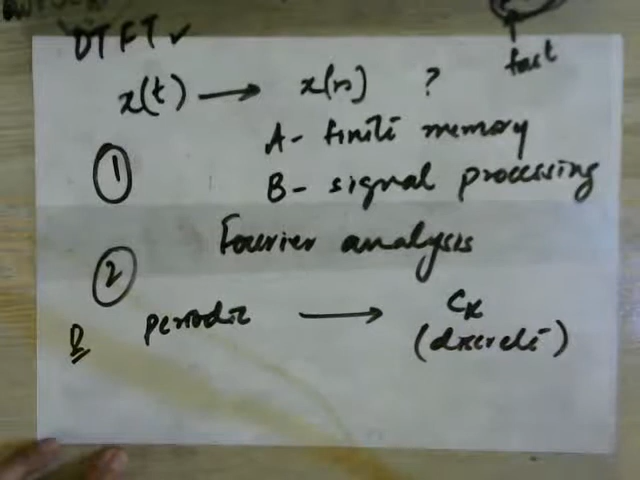 DTFT ✓
fast
x(t) → x(n) ?
① A- finite memory
B- signal processing
② Fourier analysis
periodic → Ck
(discrete)